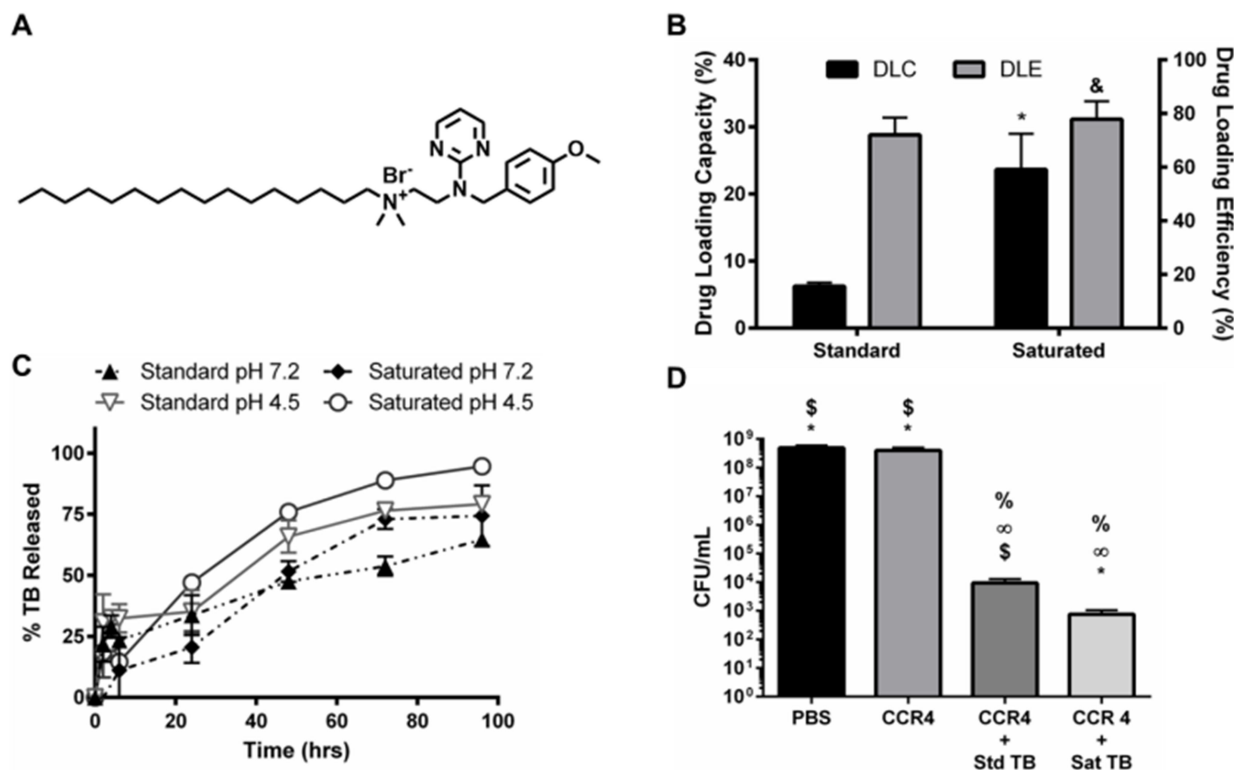 A
Br-
N+
N
N
N
O
B
Drug Loading Capacity (%)
40
30
20
10
0
DLC
DLE
*
&
Standard
Saturated
100
80
60
40
20
0
Drug Loading Efficiency (%)
C
Standard pH 7.2
Saturated pH 7.2
Standard pH 4.5
Saturated pH 4.5
% TB Released
100
75
50
25
0
0 20 40 60 80 100
Time (hrs)
D
CFU/mL
10⁹
10⁸
10⁷
10⁶
10⁵
10⁴
10³
10²
10¹
10⁰
$
*
$
*
%
∞
$
%
∞
*
PBS
CCR4
CCR4
+
Std TB
CCR 4
+
Sat TB